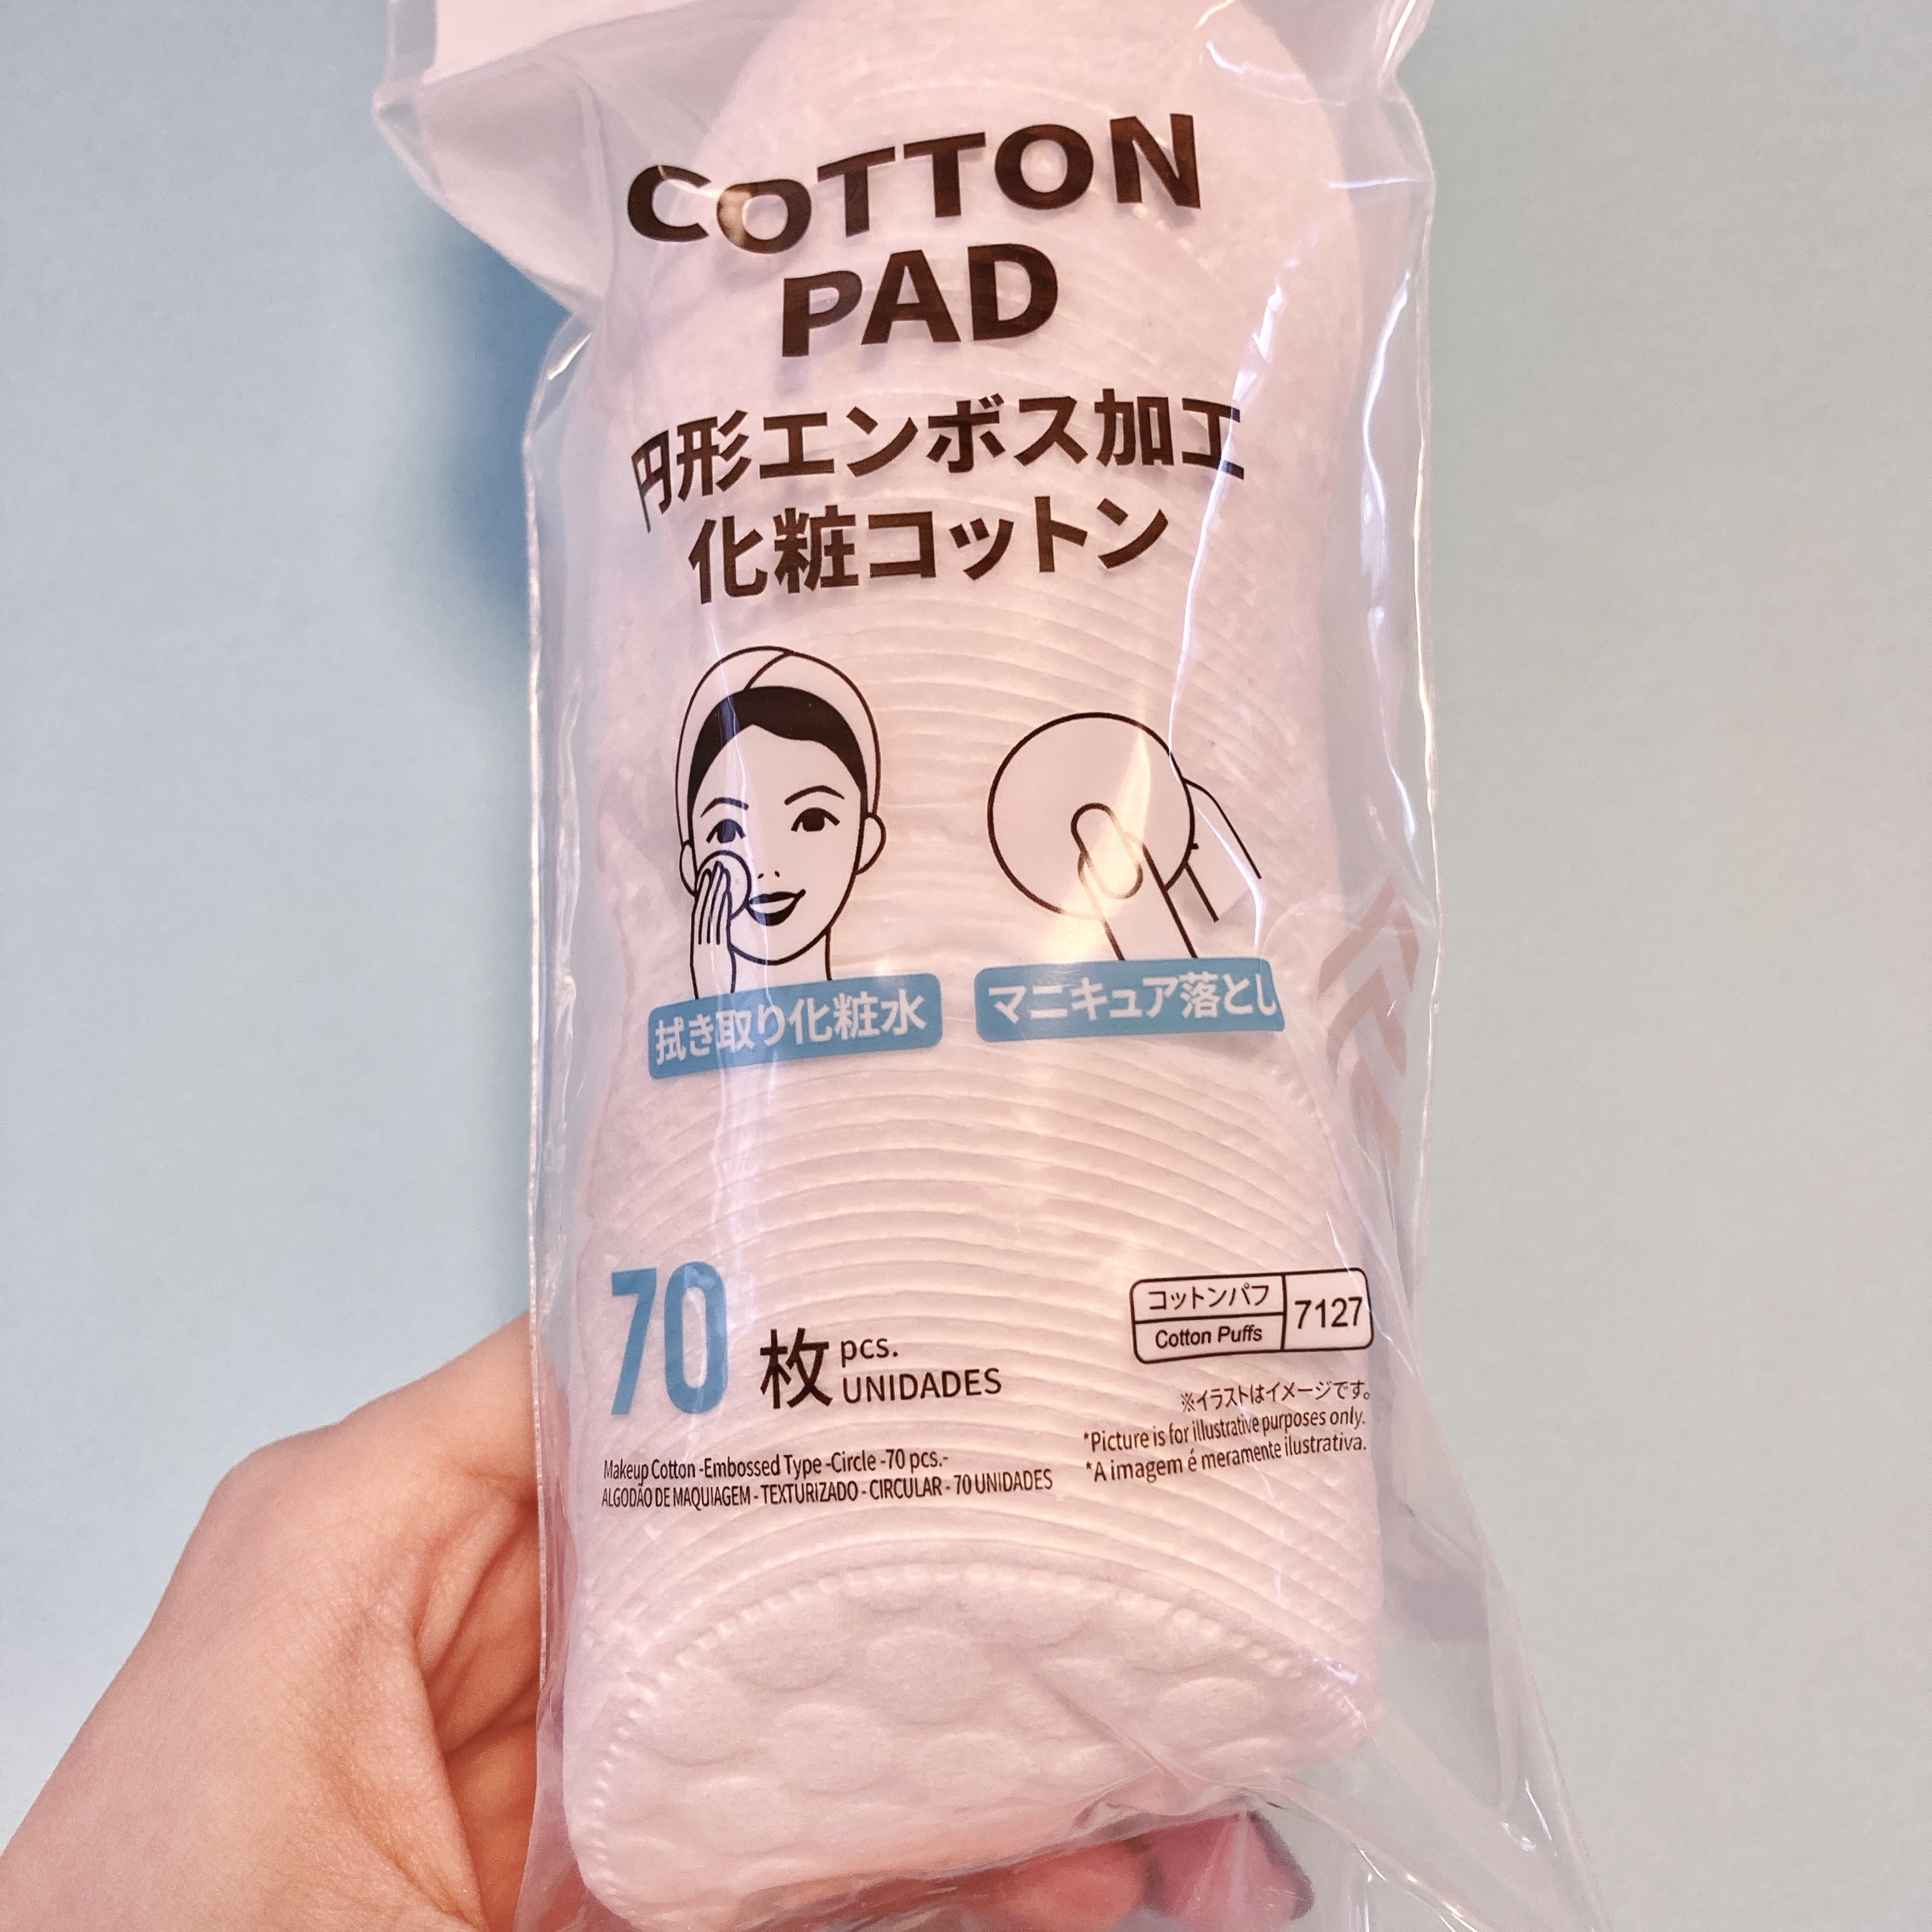 COTTON
PAD
円形エンボス加工
化粧コットン
拭き取り化粧水
マニキュア落とし
70 枚 pcs.
UNIDADES
コットンパフ
Cotton Puffs
7127
※イラストはイメージです。
*Picture is for illustrative purposes only.
*A imagem é meramente ilustrativa.
Makeup Cotton -Embossed Type -Circle -70 pcs.-
ALGODÃO DE MAQUIAGEM - TEXTURIZADO - CIRCULAR - 70 UNIDADES